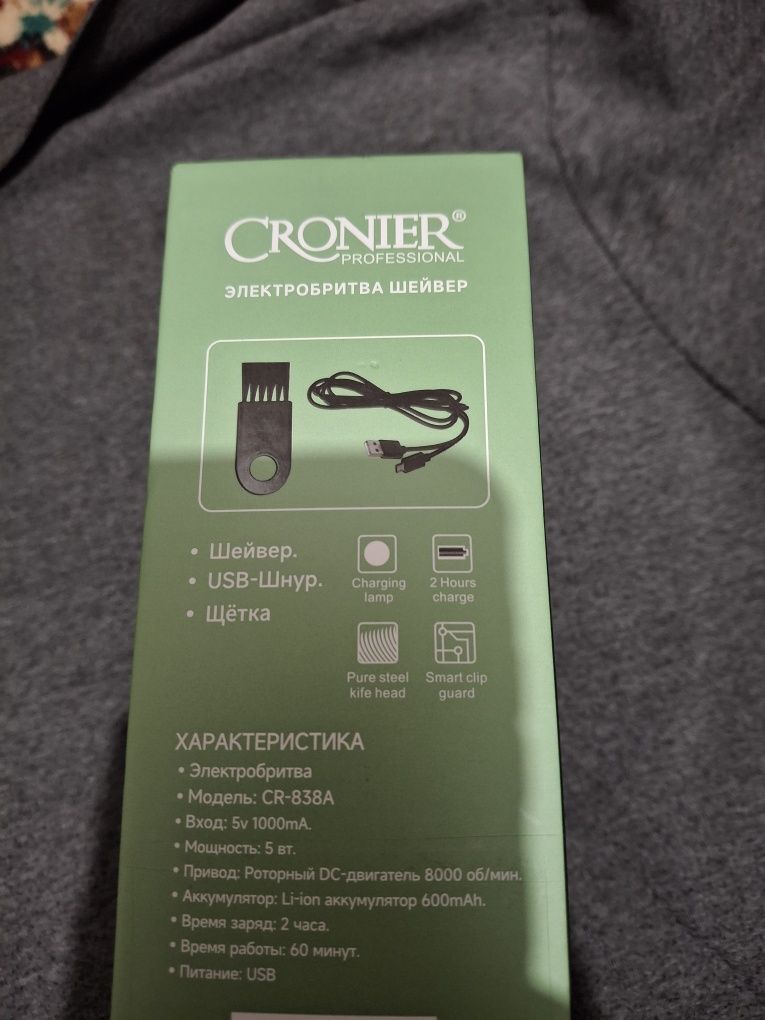 CRONIER®
PROFESSIONAL
ЭЛЕКТРОБРИТВА ШЕЙВЕР
• Шейвер.
• USB-Шнур.
• Щётка
Charging
lamp
2 Hours
charge
Pure steel
kife head
Smart clip
guard
ХАРАКТЕРИСТИКА
• Электробритва
• Модель: CR-838A
• Вход: 5v 1000mA.
• Мощность: 5 вт.
• Привод: Роторный DC-двигатель 8000 об/мин.
• Аккумулятор: Li-ion аккумулятор 600mAh.
• Время заряд: 2 часа.
• Время работы: 60 минут.
• Питание: USB